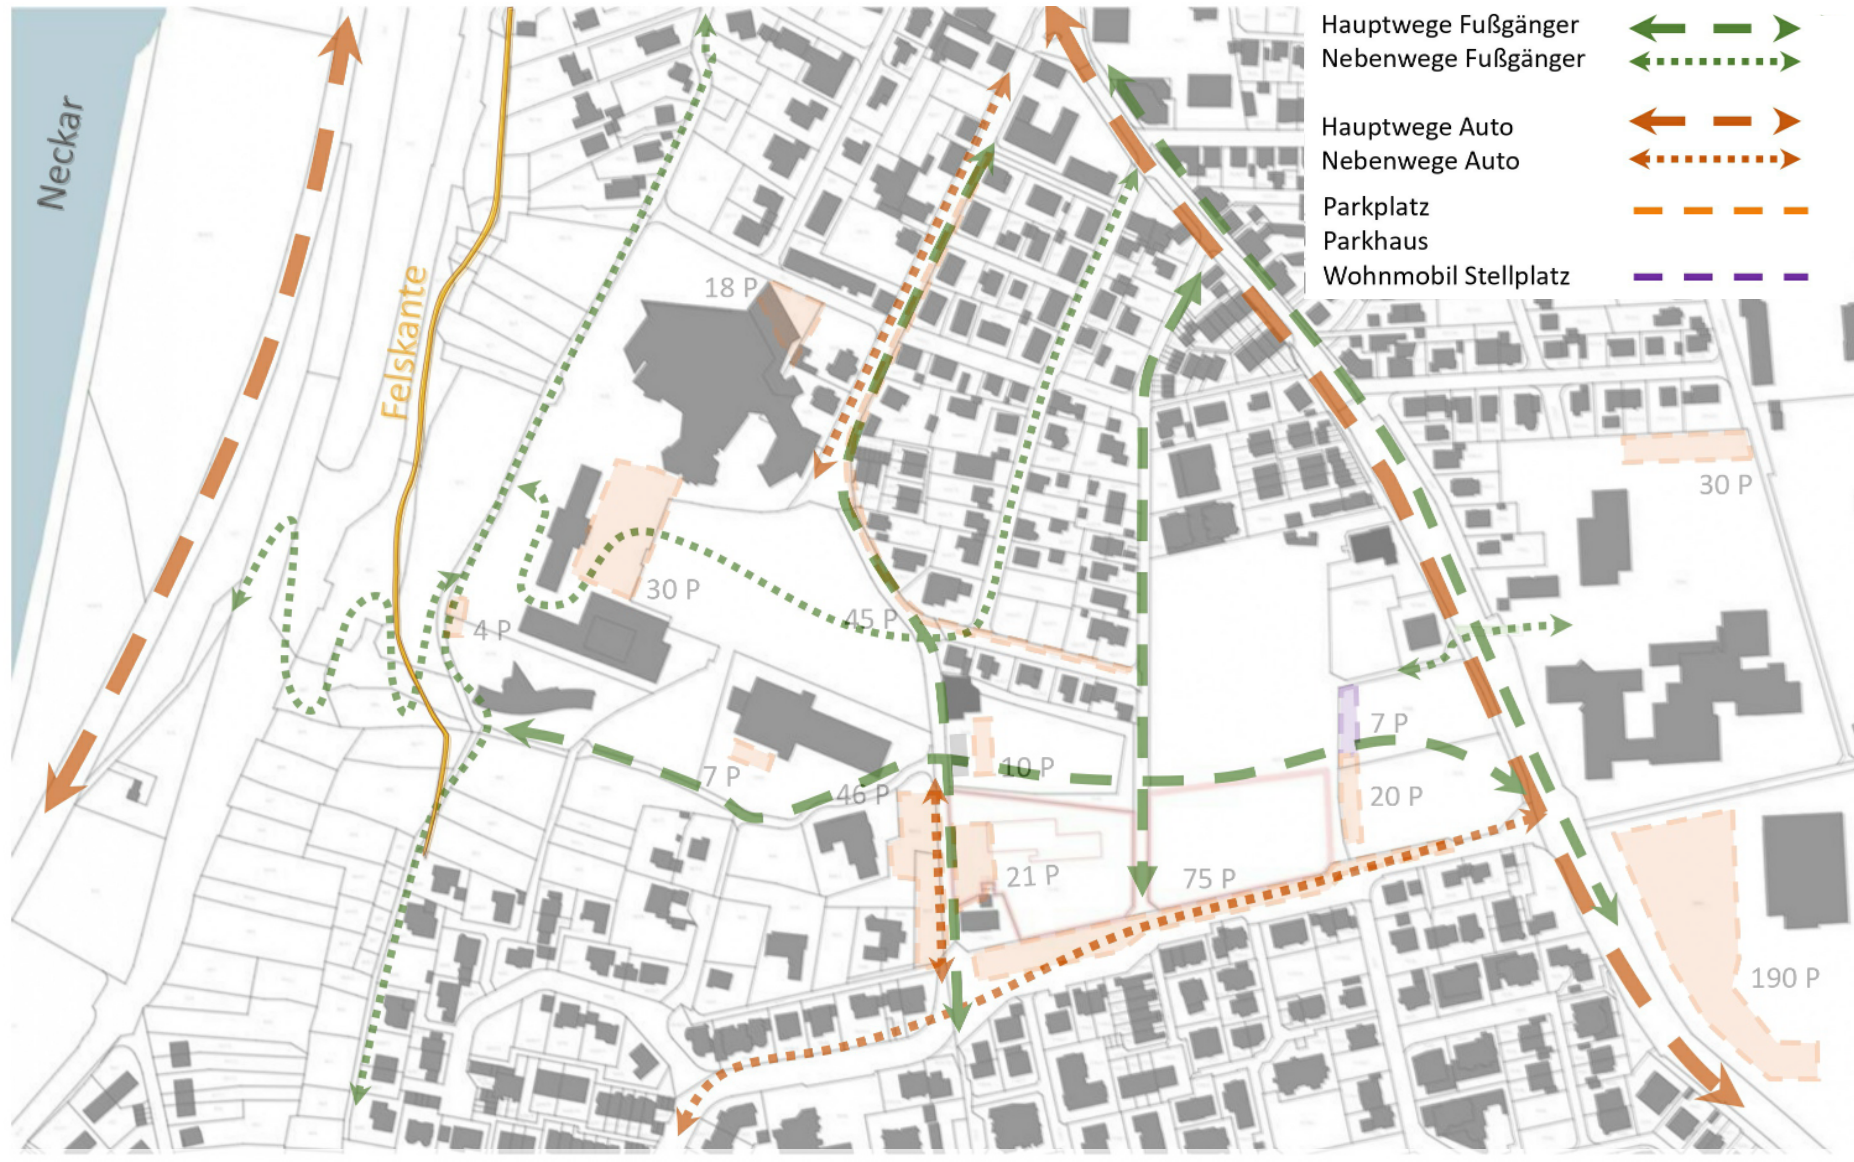 Hauptwege Fußgänger
Nebenwege Fußgänger
Hauptwege Auto
Nebenwege Auto
Parkplatz
Parkhaus
Wohnmobil Stellplatz
Neckar
Felskante
18 P
30 P
30 P
45 P
4 P
7 P
7 P
10 P
46 P
20 P
21 P
75 P
190 P